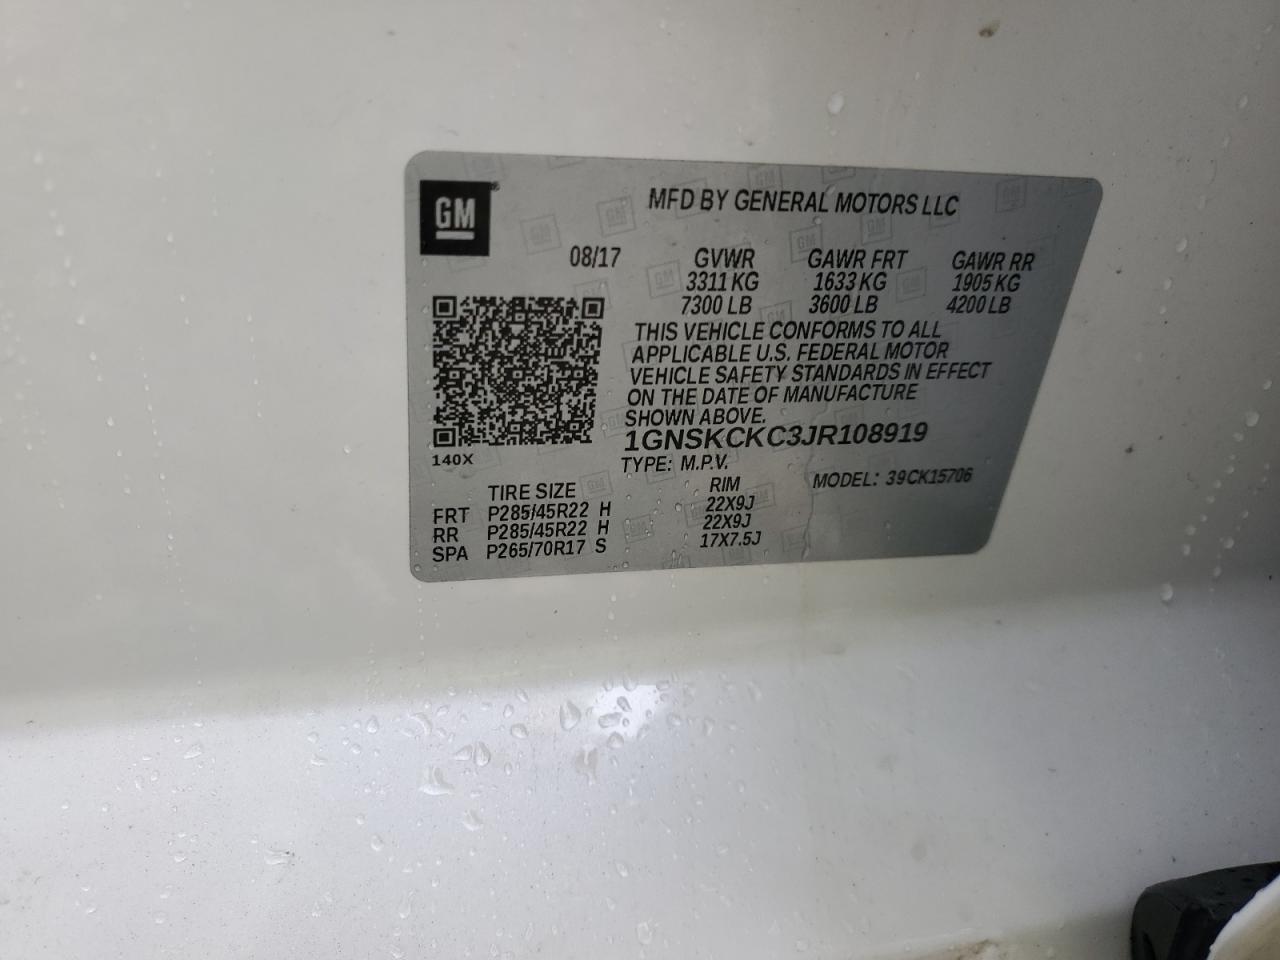 GM
MFD BY GENERAL MOTORS LLC
08/17 GVWR GAWR FRT GAWR RR
3311 KG 1633 KG 1905 KG
7300 LB 3600 LB 4200 LB
THIS VEHICLE CONFORMS TO ALL
APPLICABLE U.S. FEDERAL MOTOR
VEHICLE SAFETY STANDARDS IN EFFECT
ON THE DATE OF MANUFACTURE
SHOWN ABOVE.
1GNSKCKC3JR108919
140X
TYPE: M.P.V. MODEL: 39CK15706
TIRE SIZE RIM
FRT P285/45R22 H 22X9J
RR P285/45R22 H 22X9J
SPA P265/70R17 S 17X7.5J